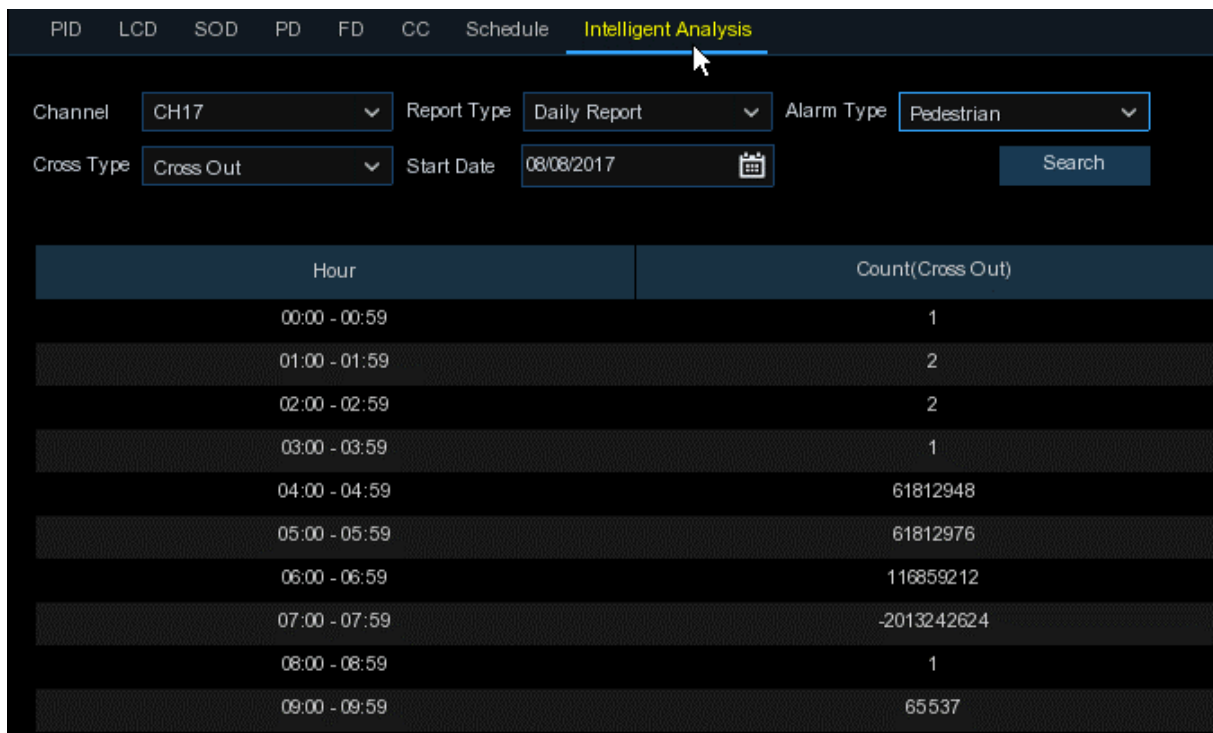 PID LCD SOD PD FD CC Schedule Intelligent Analysis
Channel CH17 Report Type Daily Report Alarm Type Pedestrian
Cross Type Cross Out Start Date 08/08/2017 Search
Hour Count(Cross Out)
00:00 - 00:59 1
01:00 - 01:59 2
02:00 - 02:59 2
03:00 - 03:59 1
04:00 - 04:59 61812948
05:00 - 05:59 61812976
06:00 - 06:59 116859212
07:00 - 07:59 -2013242624
08:00 - 08:59 1
09:00 - 09:59 65537